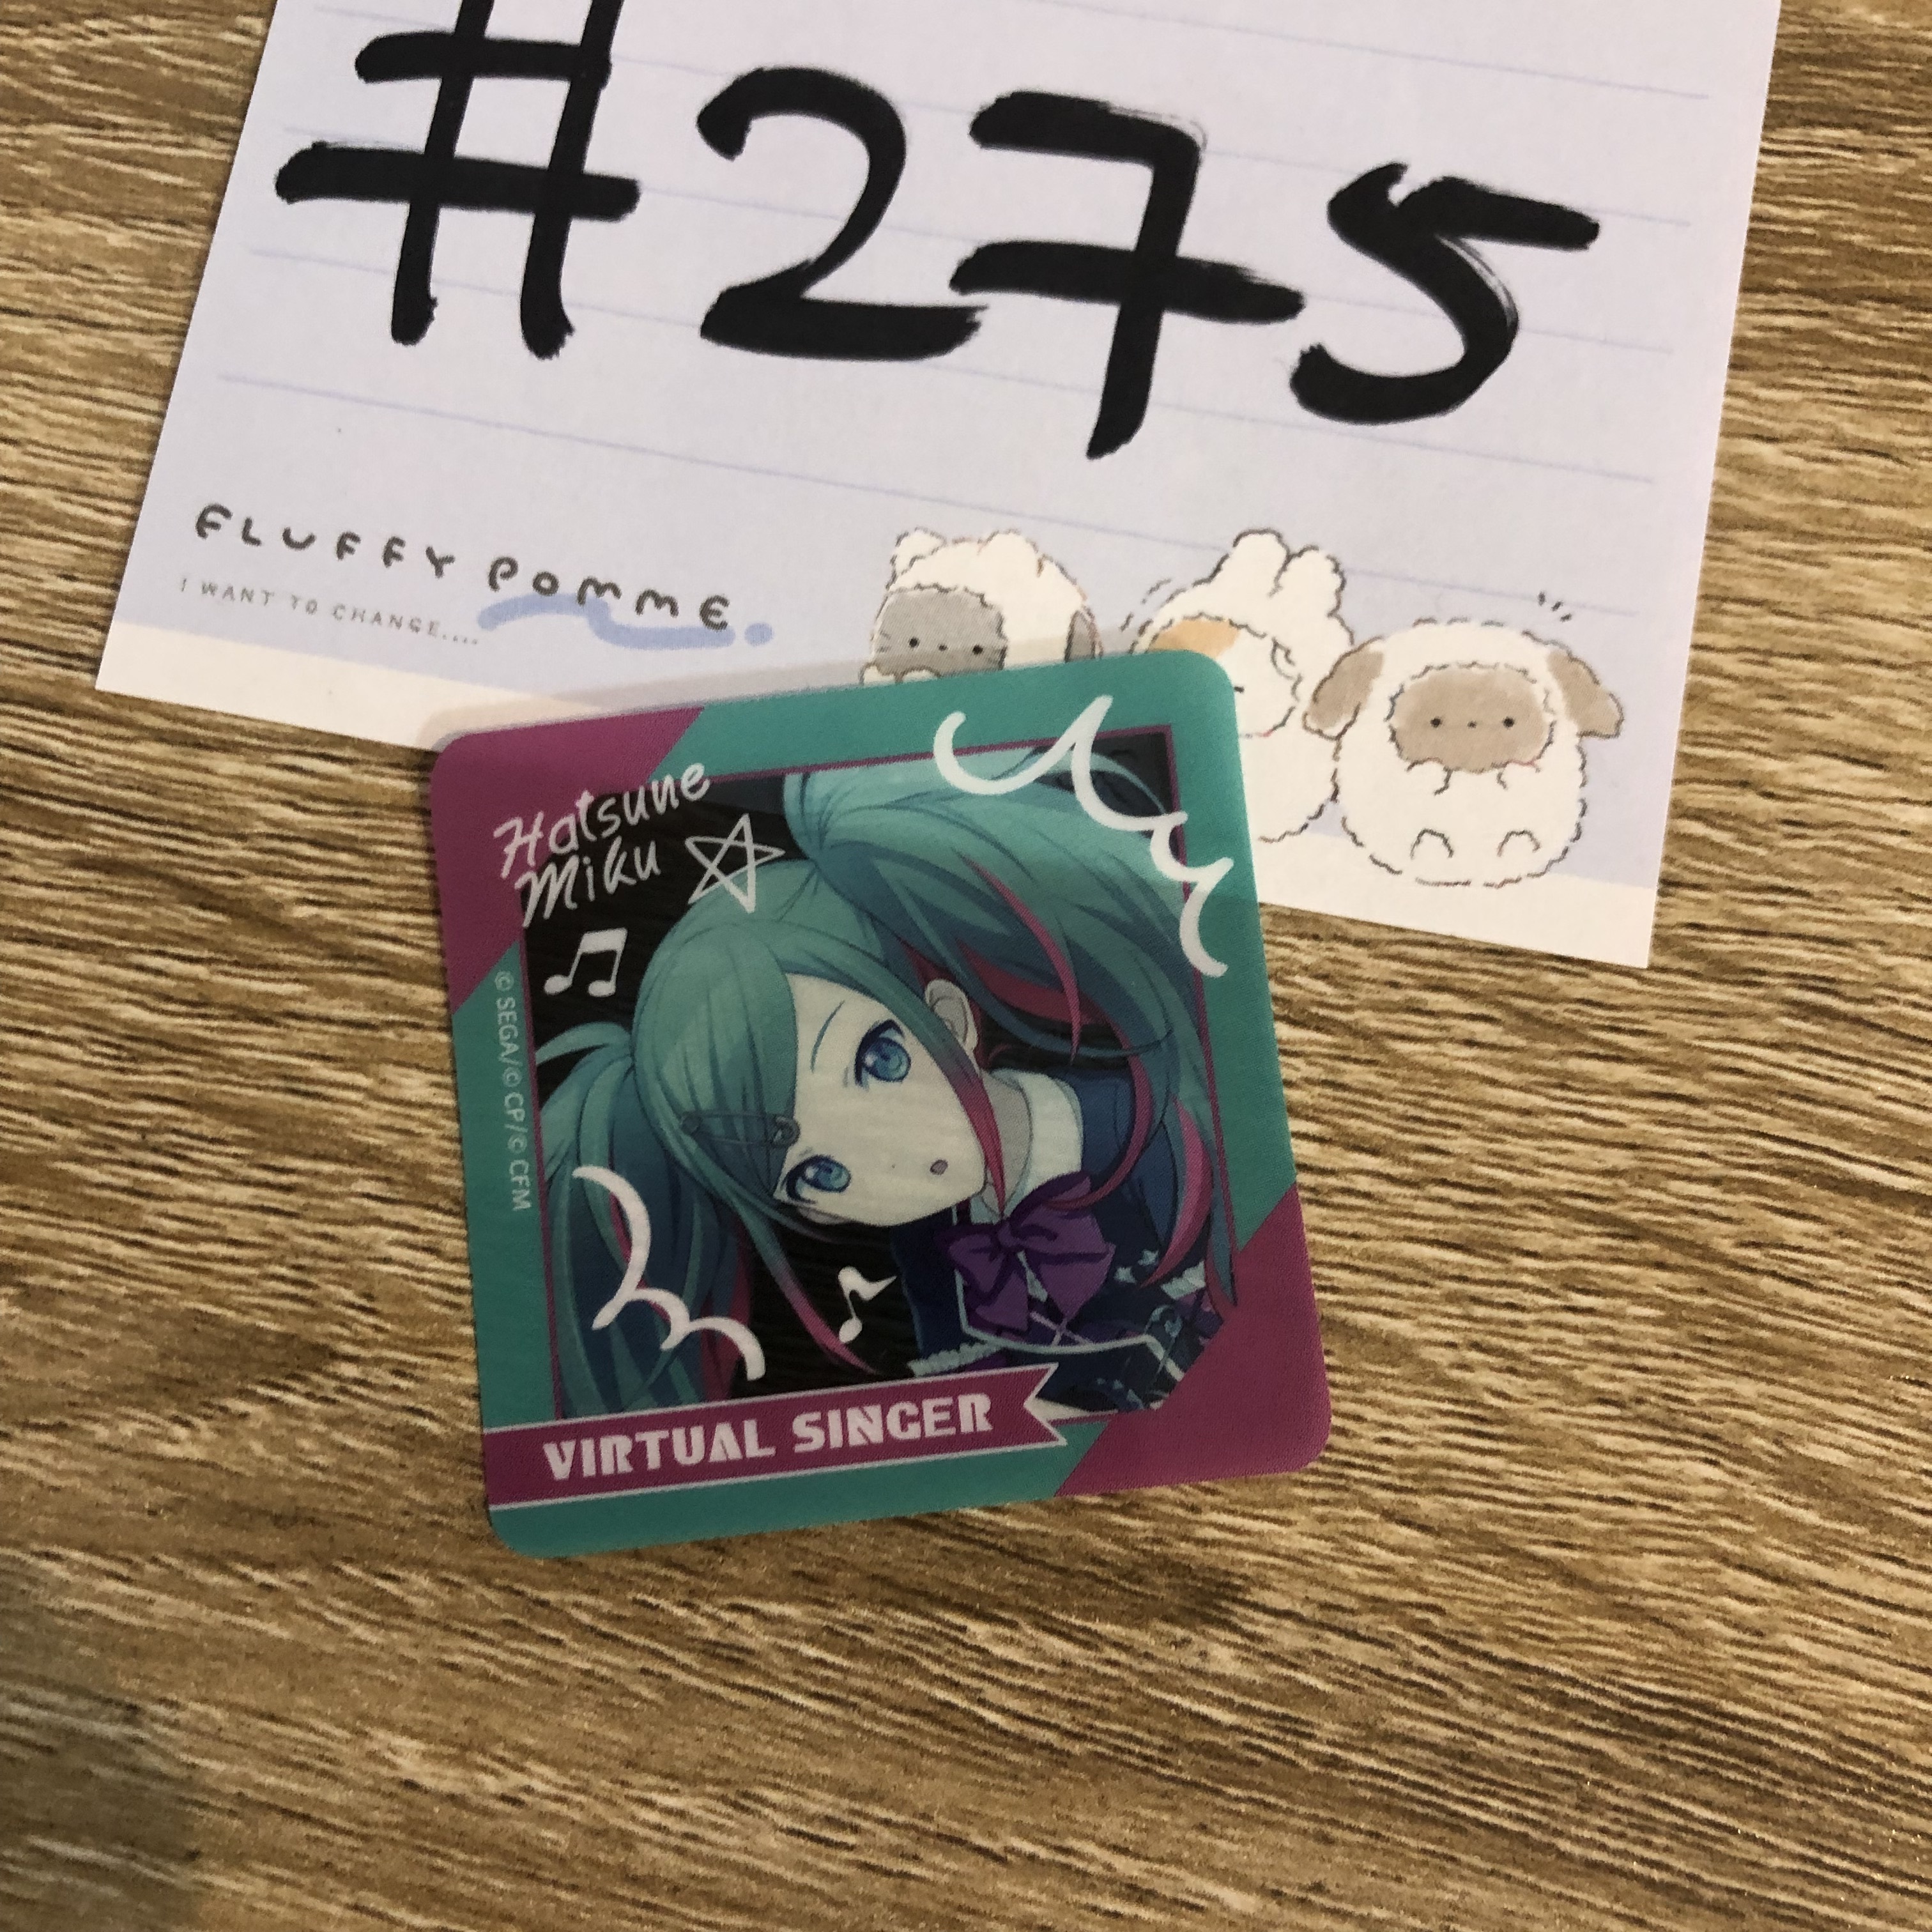 #275
FLUFFY POMME.
I WANT TO CHANGE....
Hatsune
Miku
© SEGA/© CP/© CFM
VIRTUAL SINGER